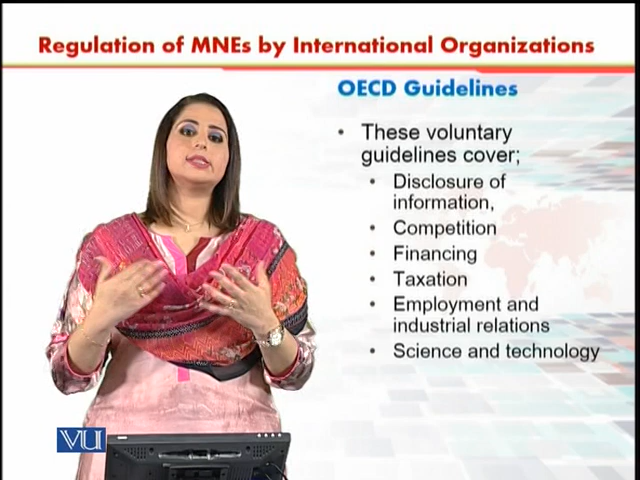 Regulation of MNEs by International Organizations
OECD Guidelines
• These voluntary
guidelines cover;
• Disclosure of
information,
• Competition
• Financing
• Taxation
• Employment and
industrial relations
• Science and technology
VU